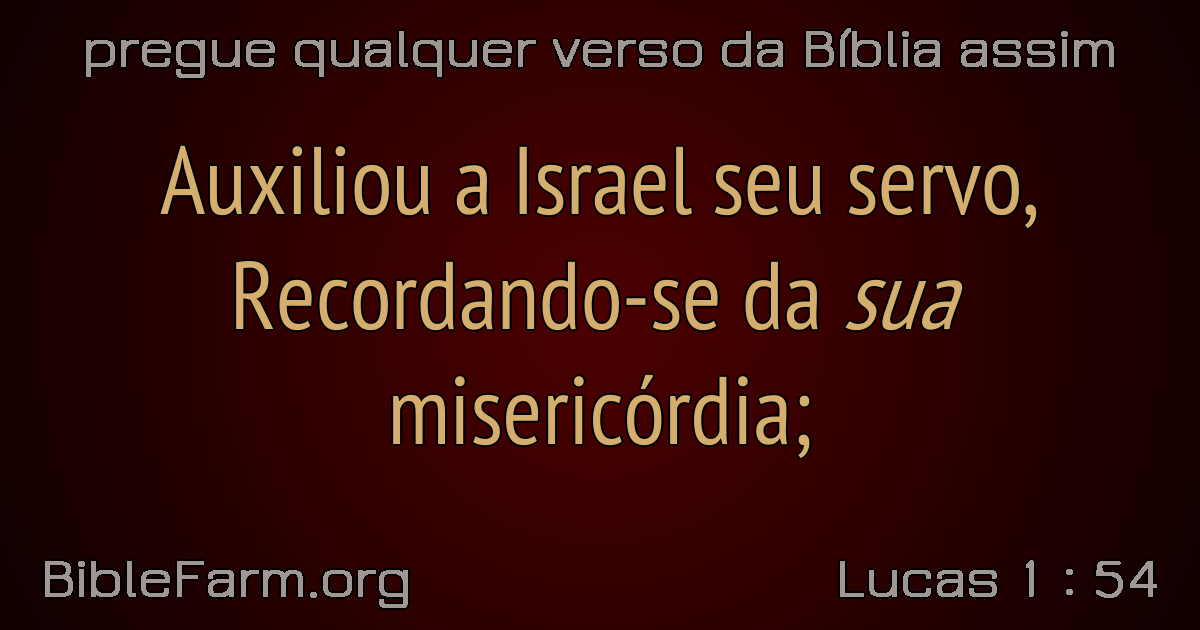 pregue qualquer verso da Bíblia assim
Auxiliou a Israel seu servo,
Recordando-se da sua
misericórdia;
BibleFarm.org
Lucas 1 : 54